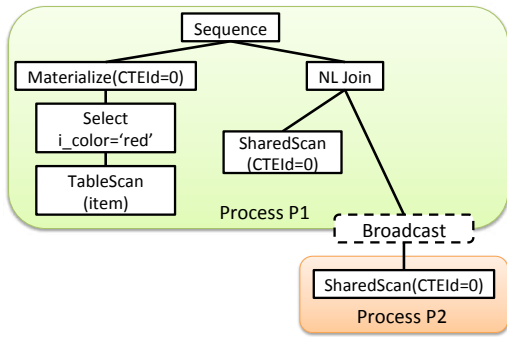 Sequence
Materialize(CTEId=0)
NL Join
Select
i_color=‘red’
SharedScan
(CTEId=0)
TableScan
(item)
Process P1
Broadcast
SharedScan(CTEId=0)
Process P2